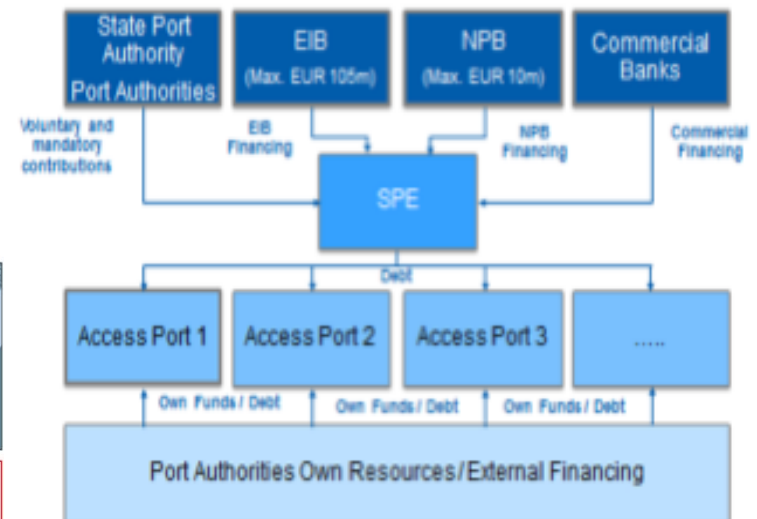 State Port
Authority
Port Authorities
EIB
(Max. EUR 105m)
NPB
(Max. EUR 10m)
Commercial
Banks
Voluntary and
mandatory
contributions
EIB
Financing
NPB
Financing
Commercial
Financing
SPE
Debt
Access Port 1
Access Port 2
Access Port 3
.....
Own Funds / Debt
Own Funds / Debt
Own Funds / Debt
Port Authorities Own Resources/External Financing